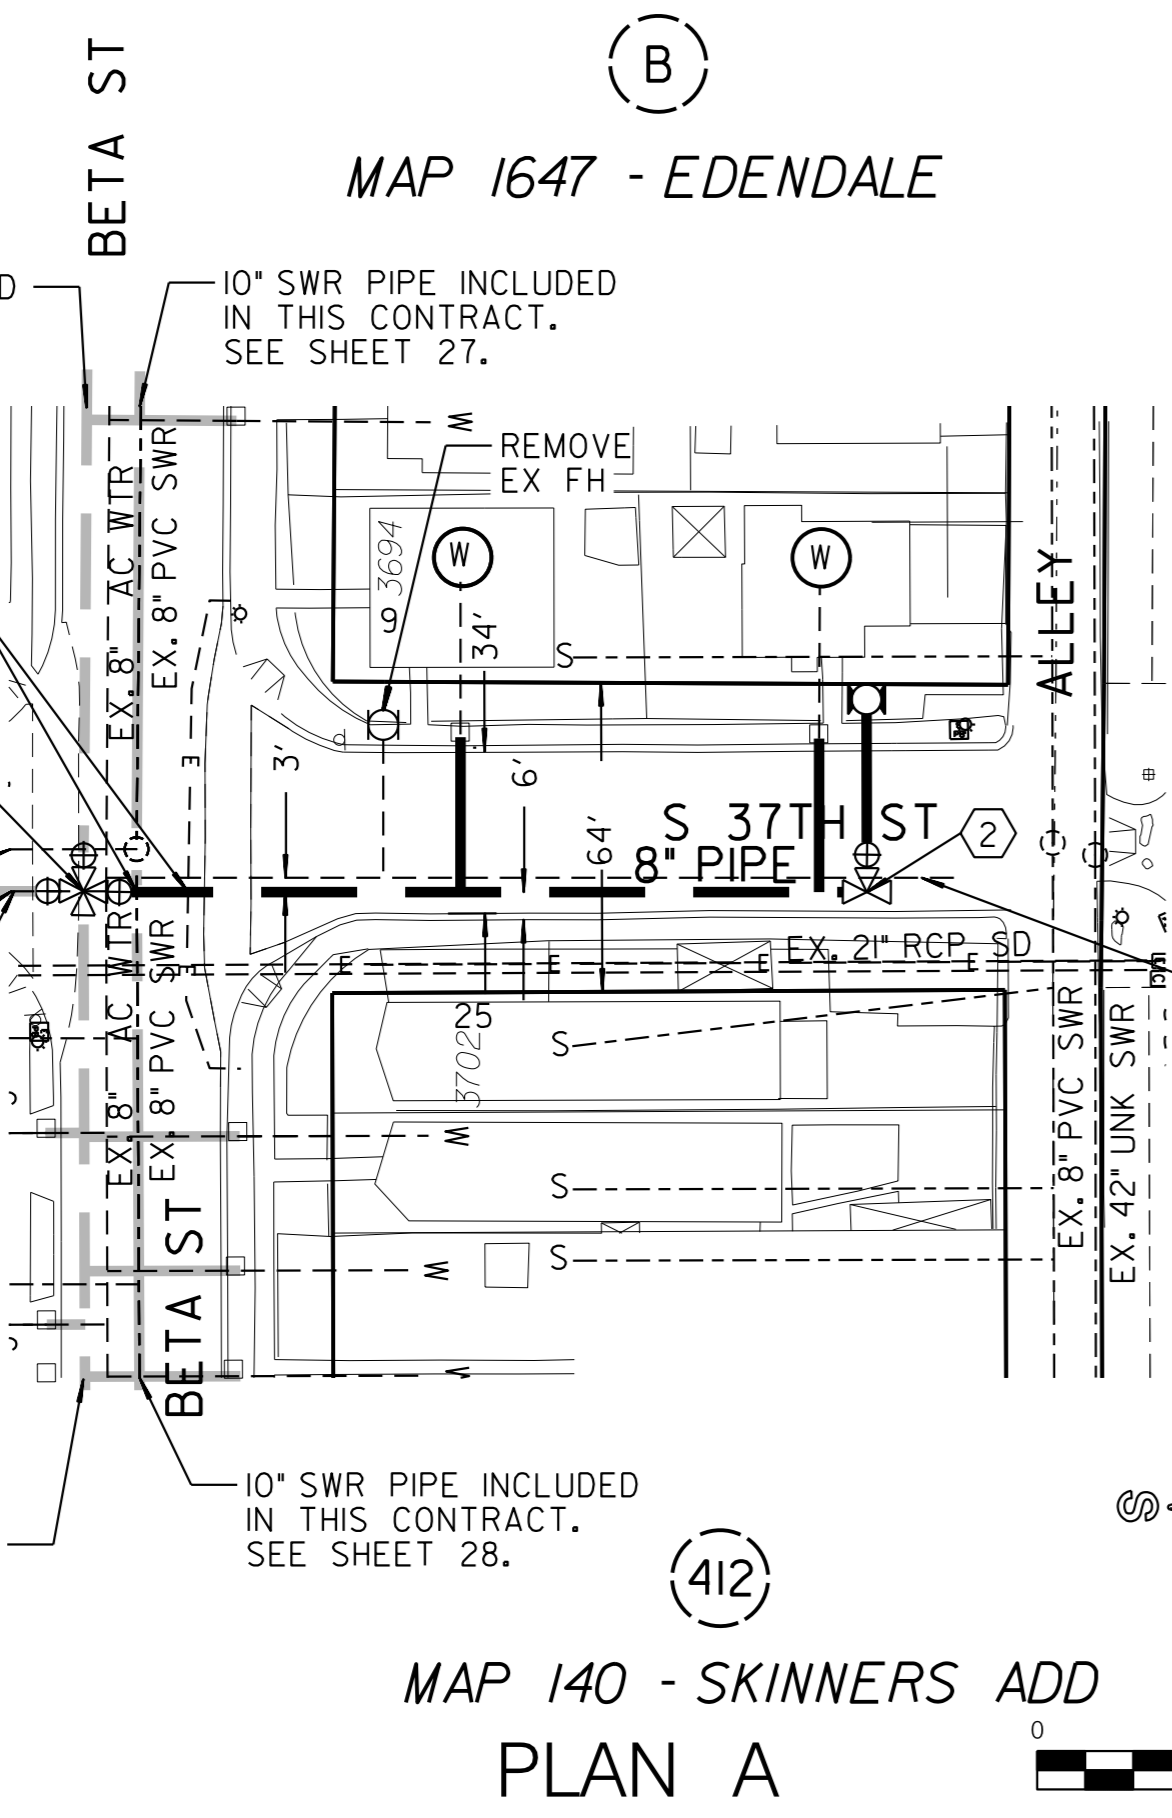 B
BETA ST
MAP 1647 - EDENDALE
D
10" SWR PIPE INCLUDED
IN THIS CONTRACT.
SEE SHEET 27.
W
REMOVE
EX FH
EX. 8" AC WTR
EX. 8" PVC SWR
3694
9
W
W
34'
S
ALLEY
E
3'
6'
64'
S 37TH ST
8" PIPE
2
EX. 21" RCP SD
E
E
E
E
E
25
3702
S
EX. 8" AC WTR
EX. 8" PVC SWR
EX. 8" PVC SWR
EX. 42" UNK SWR
W
S
S
W
BETA ST
W
10" SWR PIPE INCLUDED
IN THIS CONTRACT.
SEE SHEET 28.
S
412
MAP 140 - SKINNERS ADD
PLAN A
0